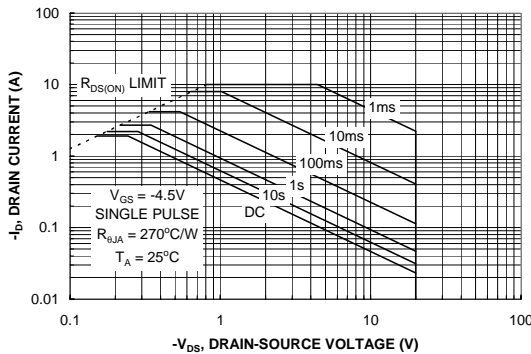 100
10
1
0.1
0.01
-I_D, DRAIN CURRENT (A)
R_DS(ON) LIMIT
1ms
10ms
100ms
1s
10s
DC
V_GS = -4.5V
SINGLE PULSE
R_θJA = 270°C/W
T_A = 25°C
0.1
1
10
100
-V_DS, DRAIN-SOURCE VOLTAGE (V)